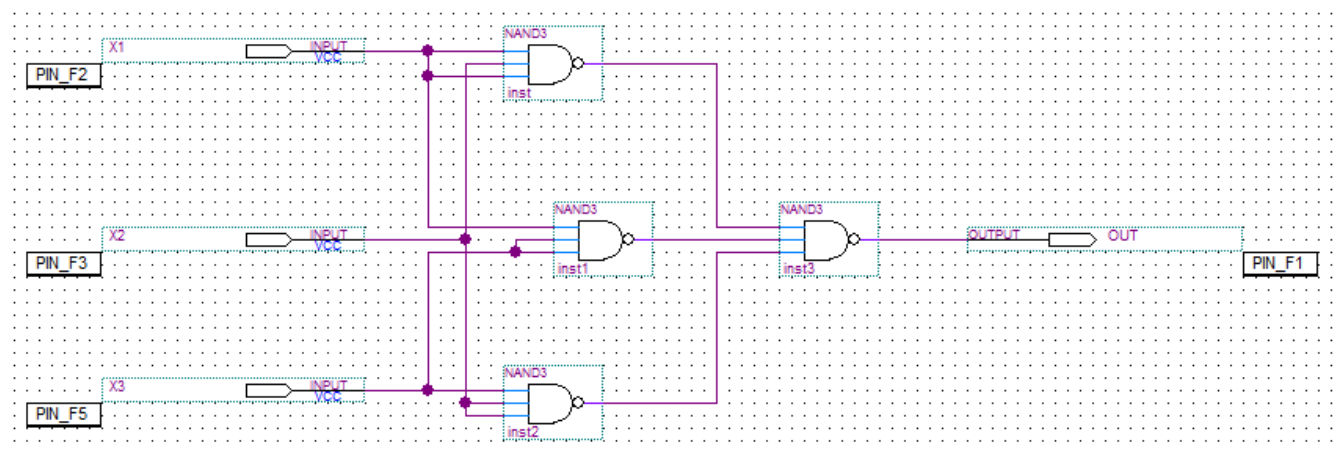 NAND3
X1
INPUT
VCC
PIN_F2
inst
NAND3
NAND3
X2
INPUT
VCC
OUTPUT
OUT
PIN_F3
inst1
inst3
PIN_F1
NAND3
X3
INPUT
VCC
PIN_F5
inst2